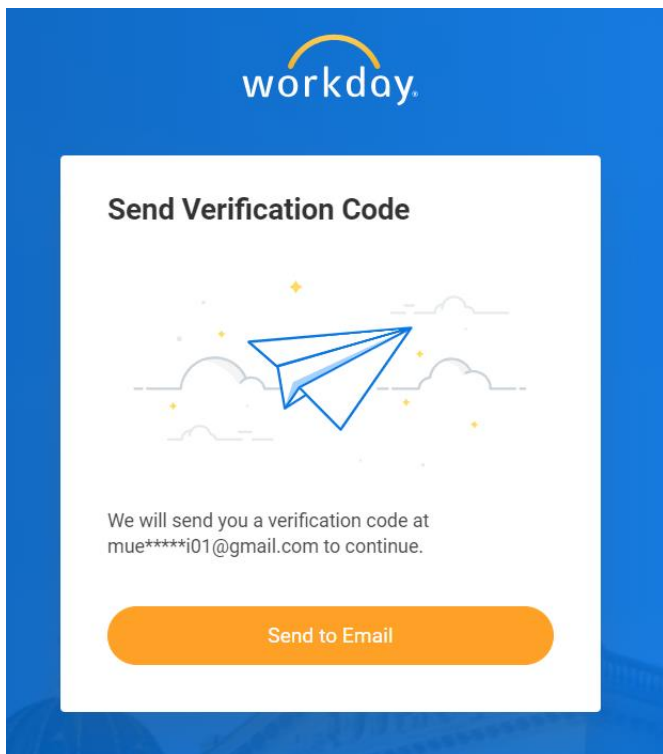 workday.
Send Verification Code
We will send you a verification code at
mue*****i01@gmail.com to continue.
Send to Email